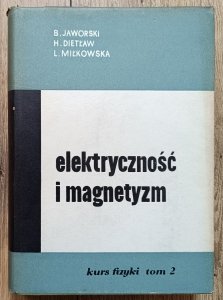 B. JAWORSKI
H. DIETŁAW
L. MIŁKOWSKA
elektryczność
i magnetyzm
kurs fizyki tom 2